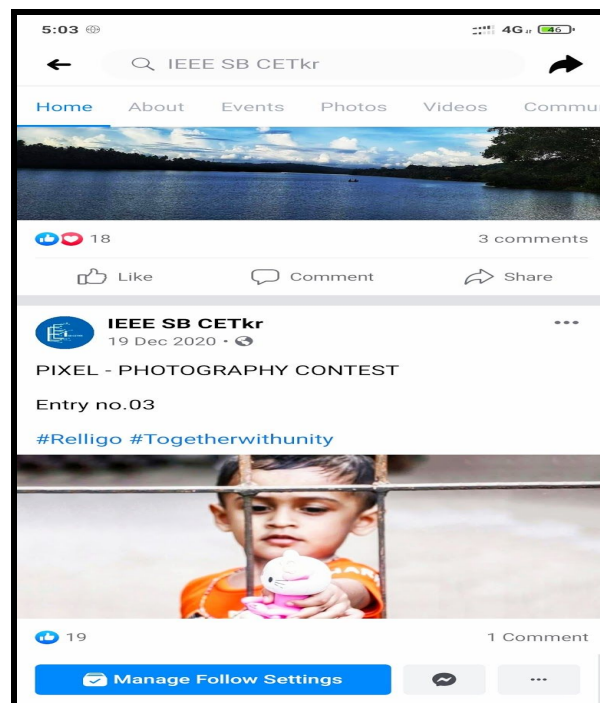 5:03
4G 46
IEEE SB CETkr
Home About Events Photos Videos Commu
18 3 comments
Like Comment Share
IEEE SB CETkr
19 Dec 2020 ·
PIXEL - PHOTOGRAPHY CONTEST
Entry no.03
#Relligo #Togetherwithunity
19 1 Comment
Manage Follow Settings